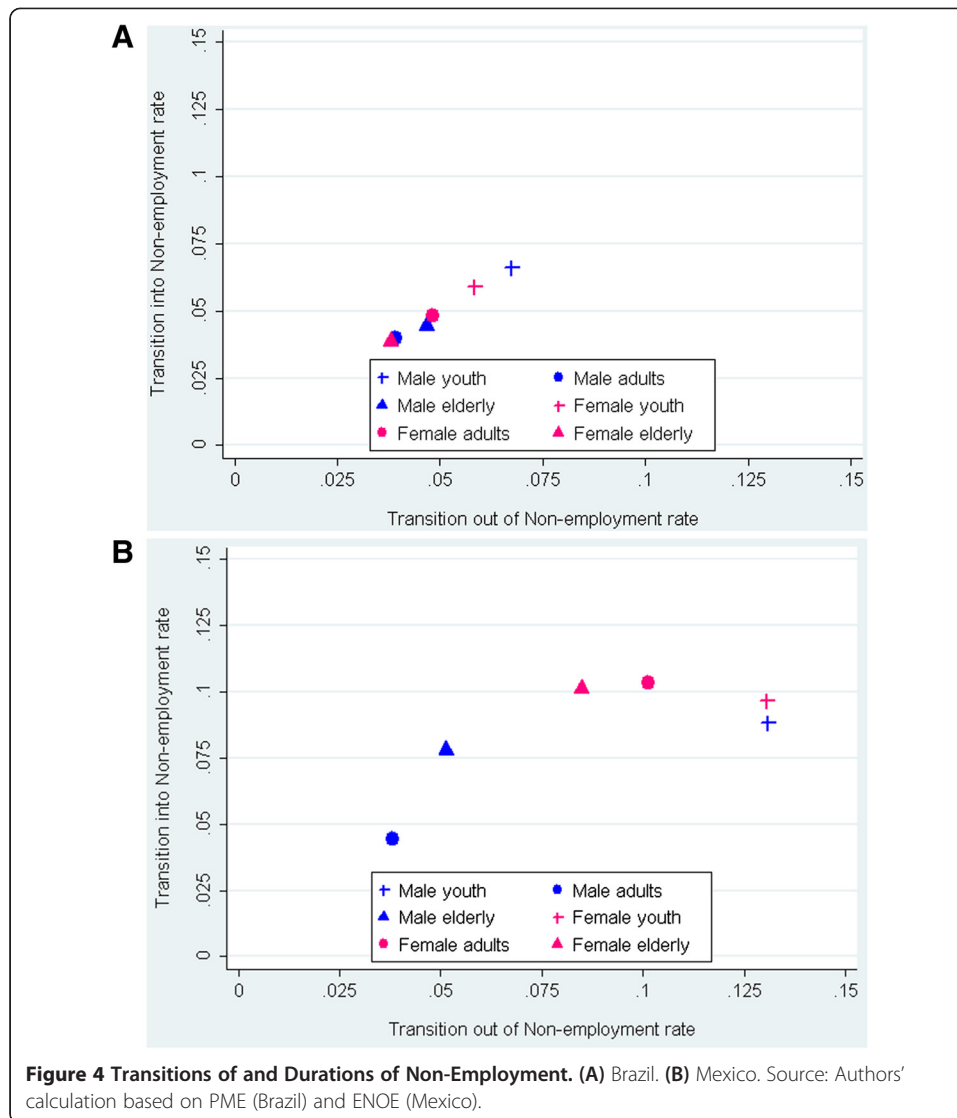 A
Transition into Non-employment rate
.15
.125
.1
.075
.05
.025
0
Male youth
Male adults
Male elderly
Female youth
Female adults
Female elderly
0
.025
.05
.075
.1
.125
.15
Transition out of Non-employment rate
B
Transition into Non-employment rate
.15
.125
.1
.075
.05
.025
0
Male youth
Male adults
Male elderly
Female youth
Female adults
Female elderly
0
.025
.05
.075
.1
.125
.15
Transition out of Non-employment rate
Figure 4 Transitions of and Durations of Non-Employment. (A) Brazil. (B) Mexico. Source: Authors’
calculation based on PME (Brazil) and ENOE (Mexico).